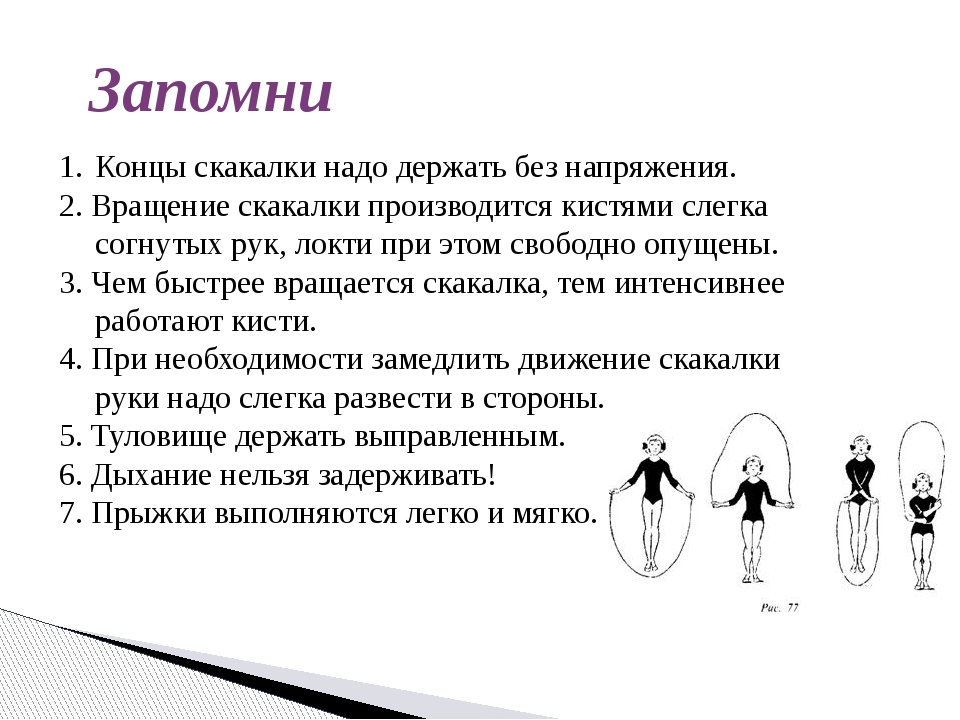 Запомни
1. Концы скакалки надо держать без напряжения.
2. Вращение скакалки производится кистями слегка
согнутых рук, локти при этом свободно опущены.
3. Чем быстрее вращается скакалка, тем интенсивнее
работают кисти.
4. При необходимости замедлить движение скакалки
руки надо слегка развести в стороны.
5. Туловище держать выправленным.
6. Дыхание нельзя задерживать!
7. Прыжки выполняются легко и мягко.
Рис. 77